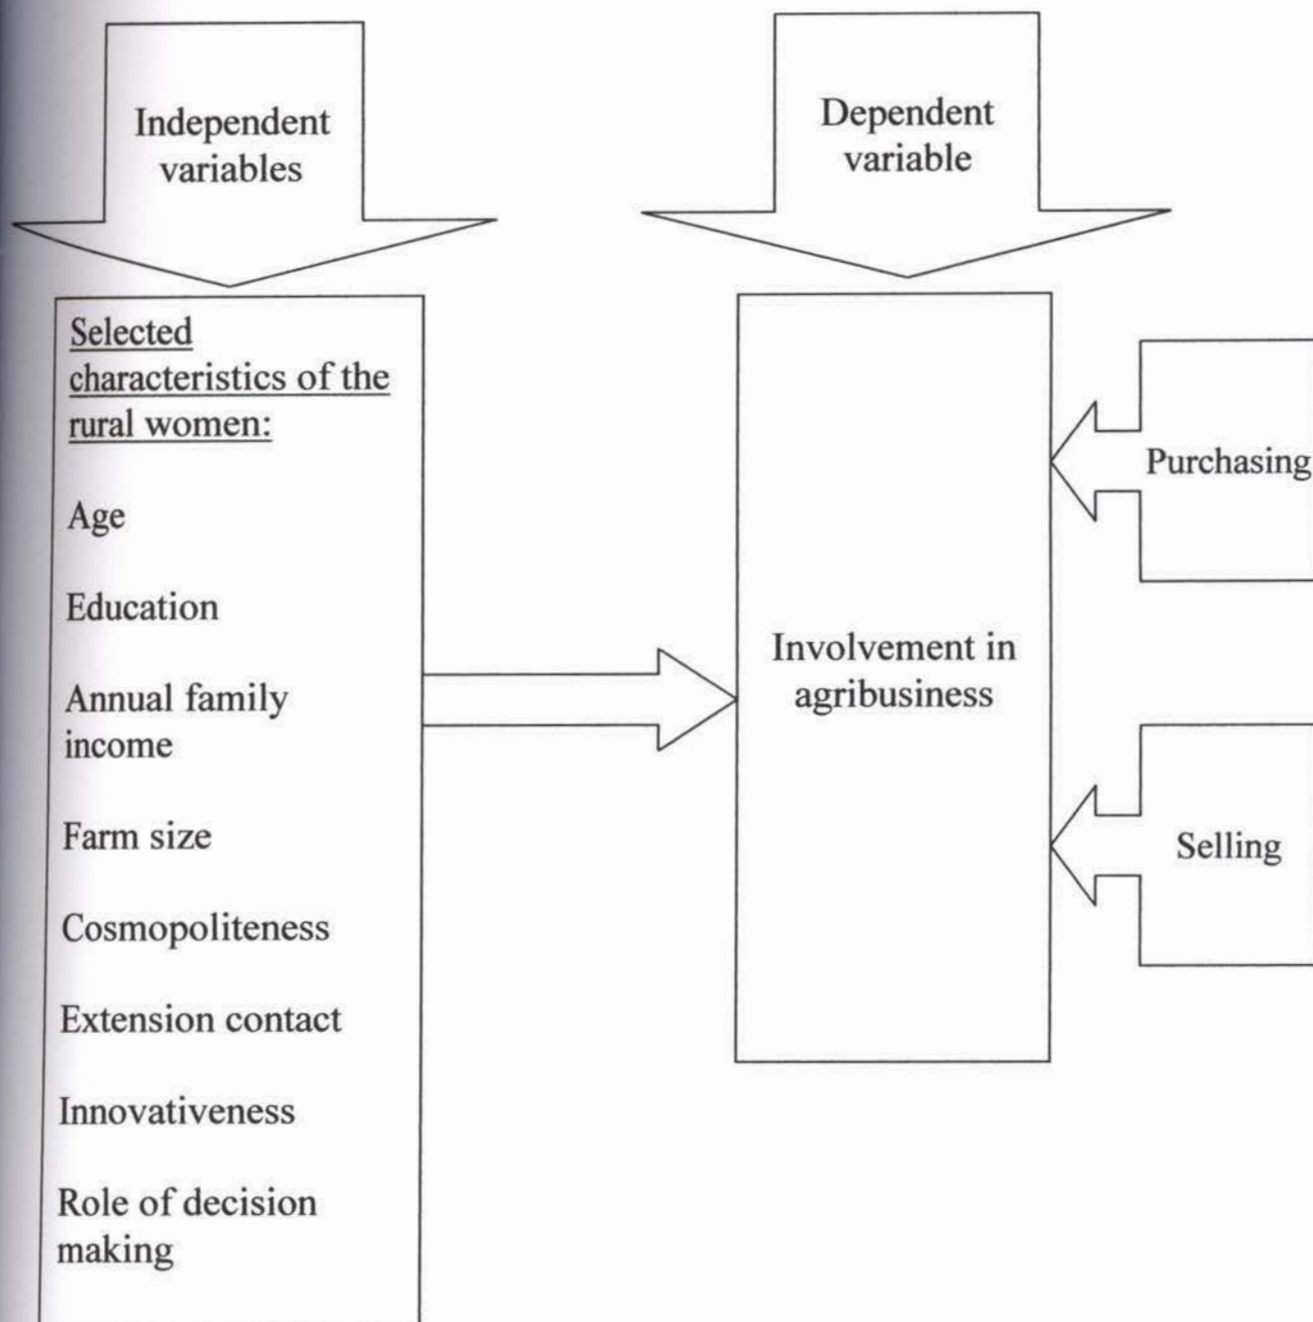 Independent
variables
Dependent
variable
Selected
characteristics of the
rural women:
Age
Education
Annual family
income
Farm size
Cosmopoliteness
Extension contact
Innovativeness
Role of decision
making
Involvement in
agribusiness
Purchasing
Selling